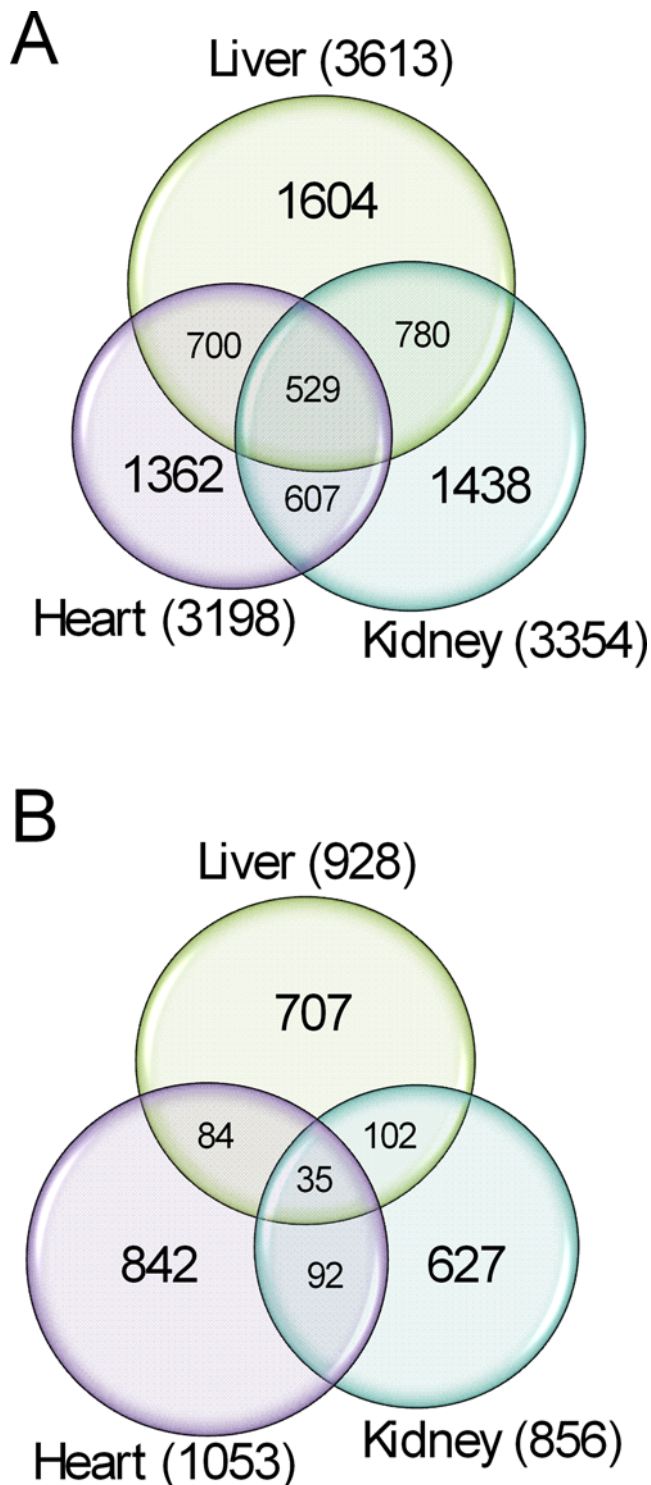 A
Liver (3613)
1604
700
780
529
1362
607
1438
Heart (3198)
Kidney (3354)
B
Liver (928)
707
84
102
35
842
92
627
Heart (1053)
Kidney (856)